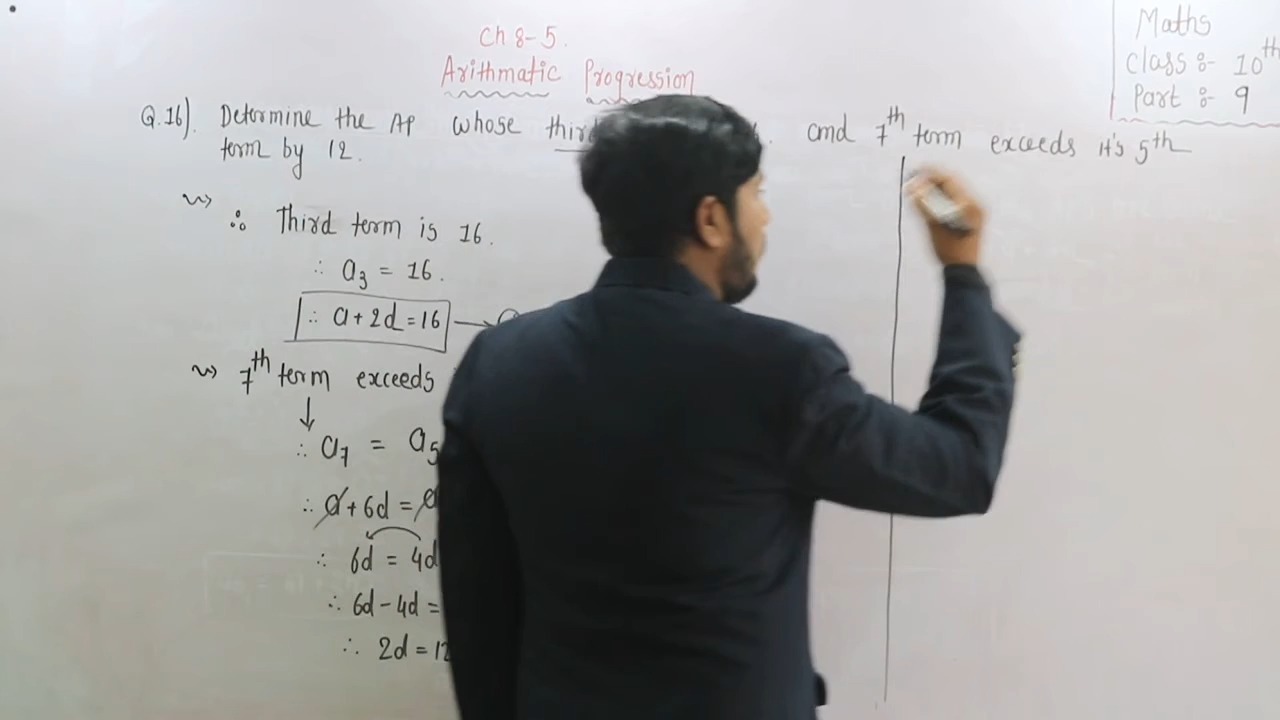 Ch 8-5.
Arithmatic Progression
Maths
Class :- 10th
Part :- 9
Q.16). Determine the AP whose and 7th term exceeds it's 5th
term by 12.
∴ Third term is 16.
∴ a3 = 16.
∴ a + 2d = 16
7th term exceeds
∴ a7 = a5
∴ a + 6d =
∴ 6d = 4d
∴ 6d - 4d =
∴ 2d = 12